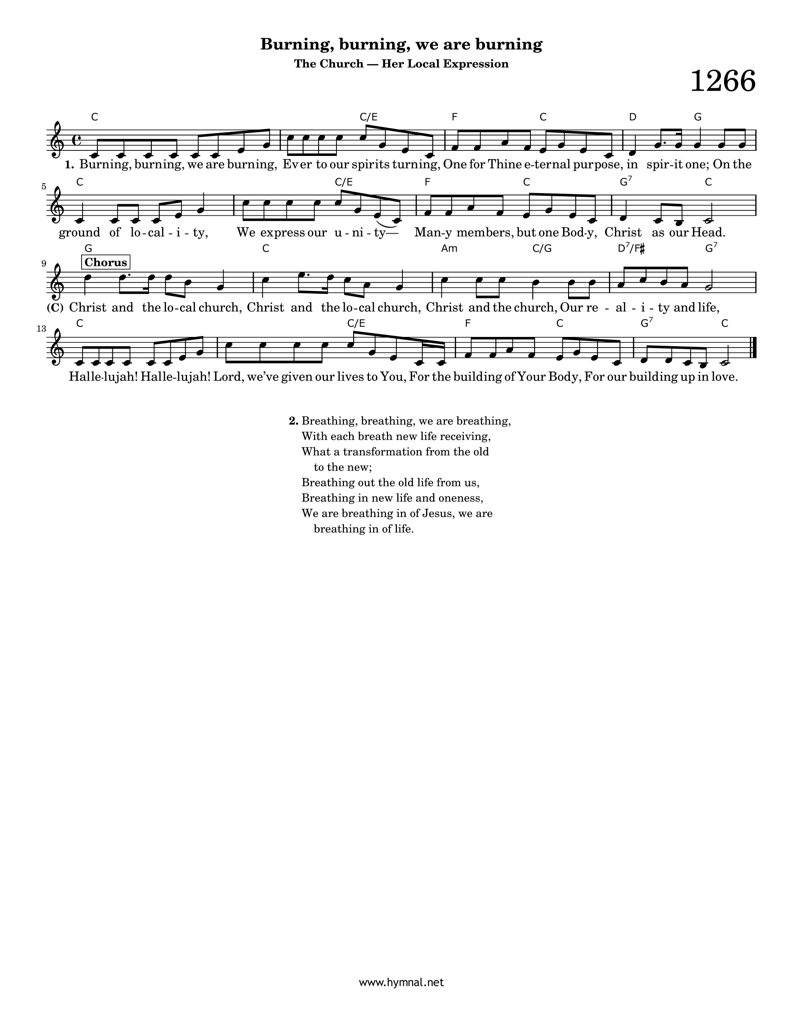 Burning, burning, we are burning
The Church — Her Local Expression
1266
C C/E F C D G
1. Burning, burning, we are burning, Ever to our spirits turning, One for Thine e-ternal purpose, in spir-it one; On the
5
C C/E F C G7 C
ground of lo-cal-i-ty, We express our u-ni-ty— Man-y members, but one Bod-y, Christ as our Head.
9
G C Am C/G D7/F♯ G7
Chorus
(C) Christ and the lo-cal church, Christ and the lo-cal church, Christ and the church, Our re-al-i-ty and life,
13
C C/E F C G7 C
Halle-lujah! Halle-lujah! Lord, we've given our lives to You, For the building of Your Body, For our building up in love.
2. Breathing, breathing, we are breathing,
With each breath new life receiving,
What a transformation from the old
to the new;
Breathing out the old life from us,
Breathing in new life and oneness,
We are breathing in of Jesus, we are
breathing in of life.
www.hymnal.net